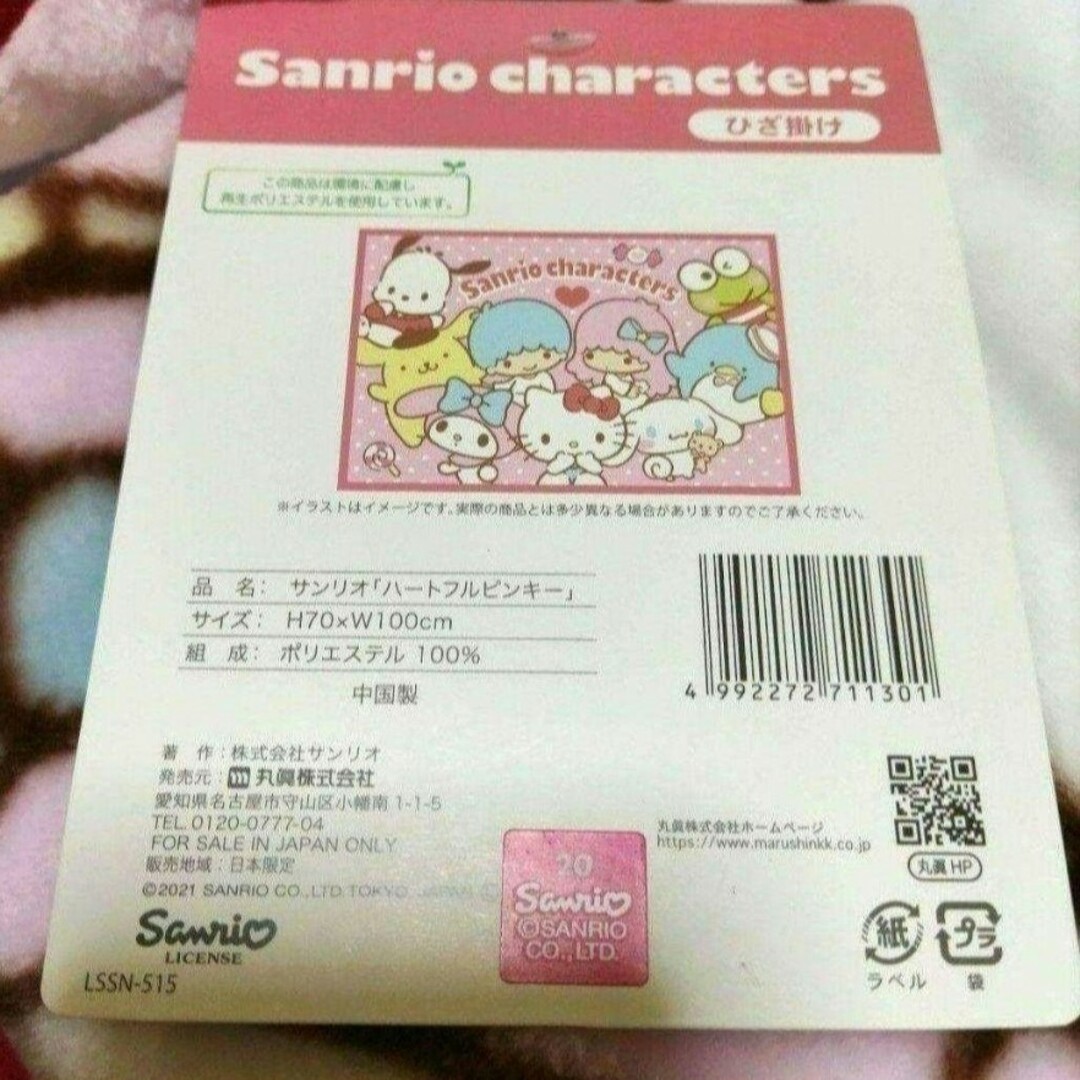 Sanrio characters
ひざ掛け
この商品は環境に配慮し
再生ポリエステルを使用しています。
Sanrio characters
※イラストはイメージです。実際の商品とは多少異なる場合がありますのでご了承ください。
品 名： サンリオ「ハートフルピンキー」
サイズ： H70×W100cm
組 成： ポリエステル 100%
中国製
4 992272 711301
著 作：株式会社サンリオ
発売元： 丸眞株式会社
愛知県名古屋市守山区小幡南 1-1-5
TEL.0120-0777-04
FOR SALE IN JAPAN ONLY
販売地域：日本限定
©2021 SANRIO CO.,LTD. TOKYO, JAPAN
Sanrio
LICENSE
LSSN-515
20
Sanrio
©SANRIO
CO.,LTD.
丸眞株式会社ホームページ
https://www.marushinkk.co.jp
丸眞 HP
紙
ラベル
プラ
袋